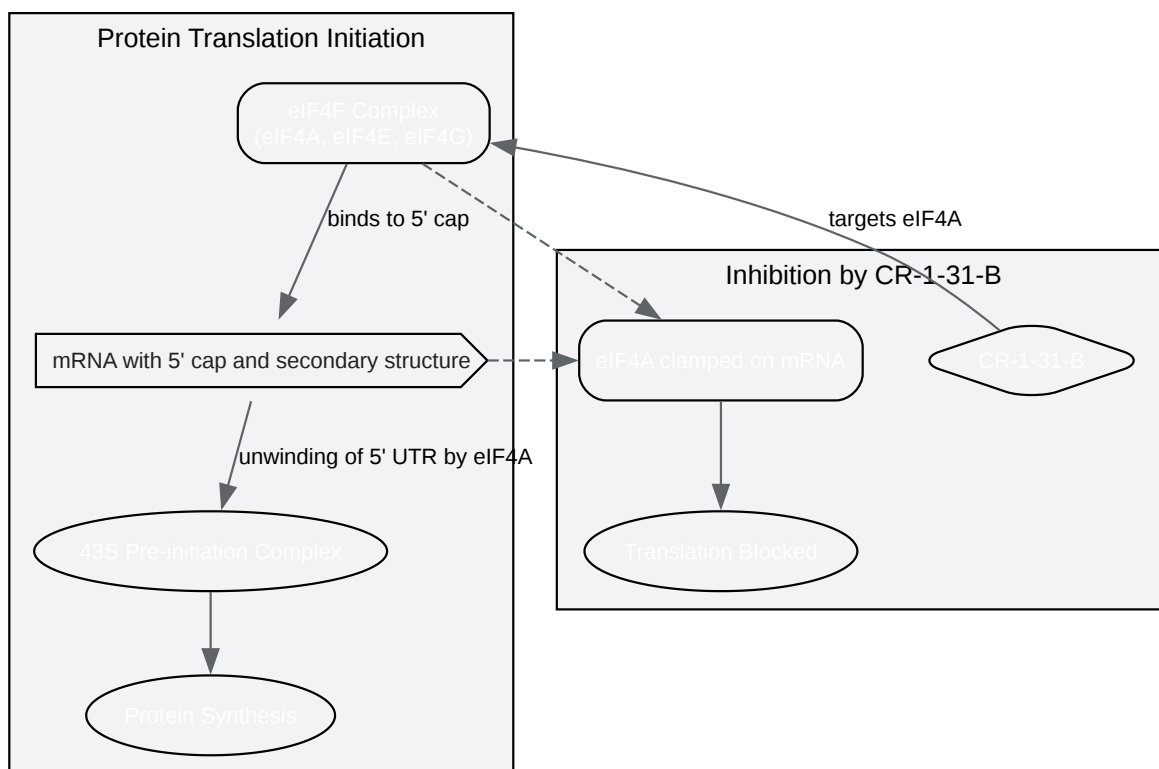 Protein Translation Initiation
eIF4F Complex
(eIF4A, eIF4E, eIF4G)
binds to 5' cap
targets eIF4A
Inhibition by CR-1-31-B
mRNA with 5' cap and secondary structure
eIF4A clamped on mRNA
CR-1-31-B
unwinding of 5' UTR by eIF4A
43S Pre-initiation Complex
Translation Blocked
Protein Synthesis